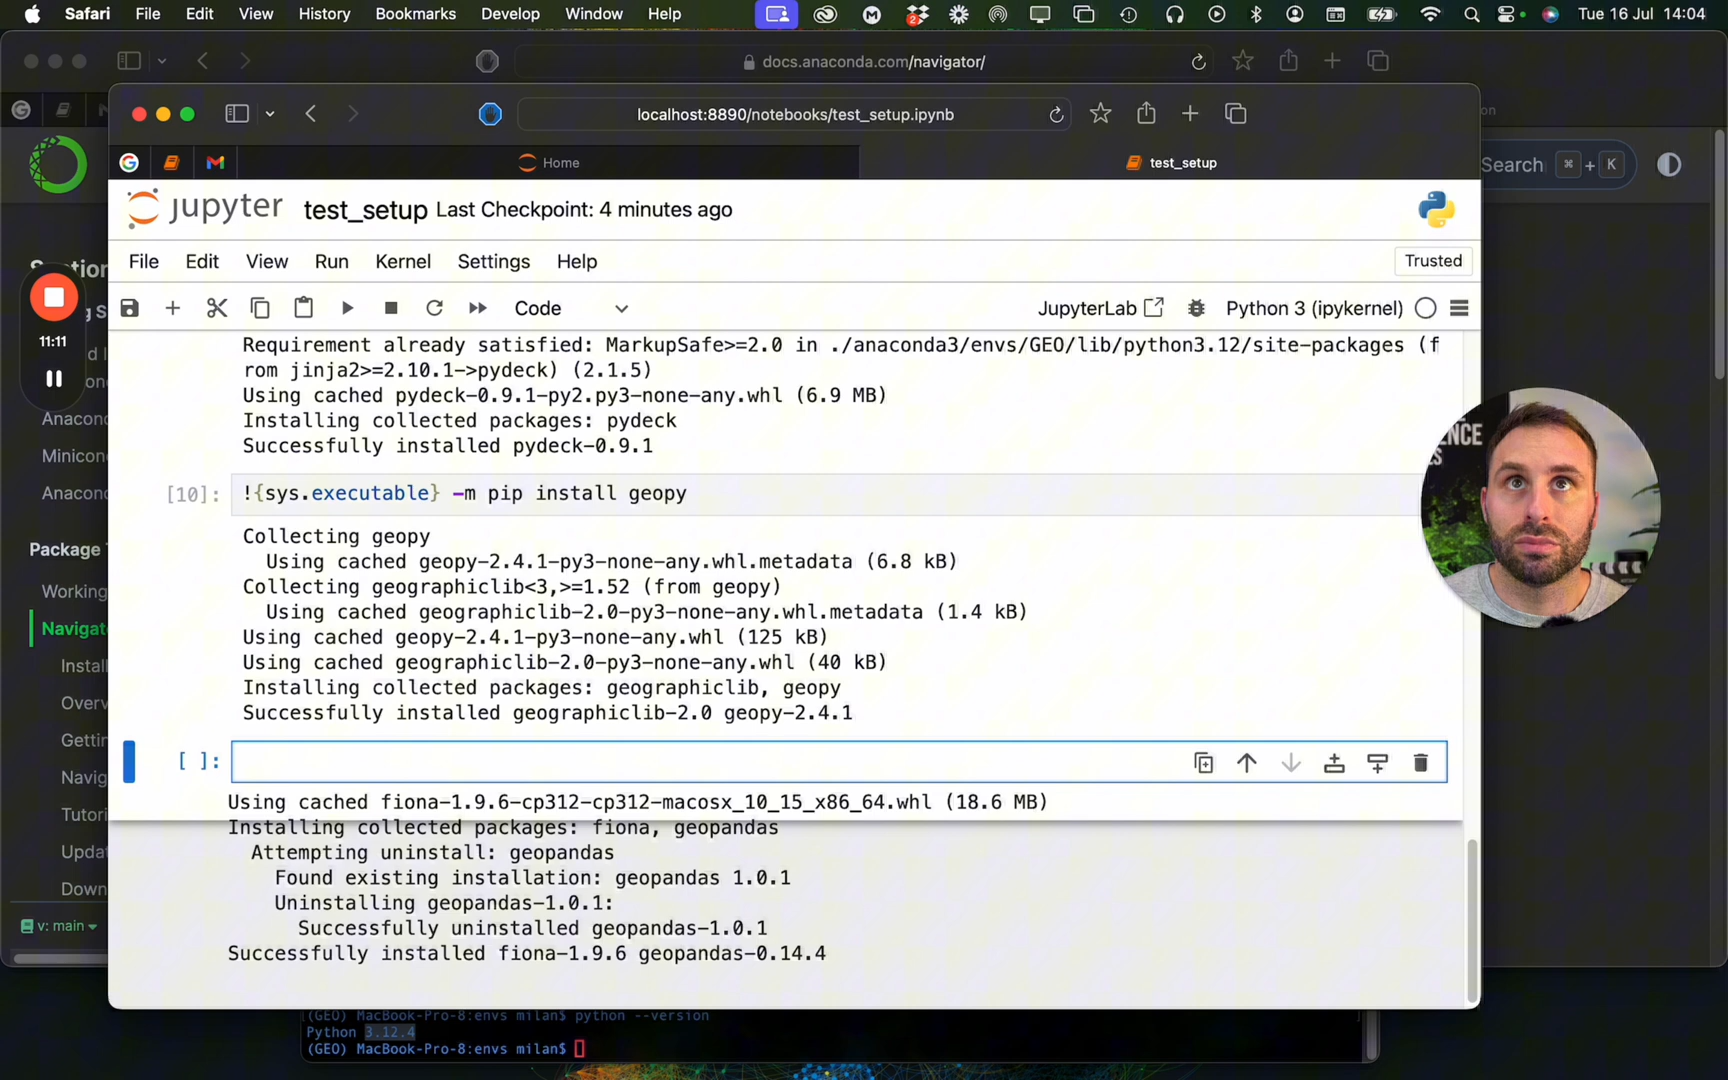 Safari File Edit View History Bookmarks Develop Window Help 2 Tue 16 Jul 14:04
docs.anaconda.com/navigator/
localhost:8890/notebooks/test_setup.ipynb
Home test_setup
Search ⌘ + K
jupyter test_setup Last Checkpoint: 4 minutes ago
File Edit View Run Kernel Settings Help Trusted
Code JupyterLab Python 3 (ipykernel)
11:11
Anacon
Minicon
Anacon
Package
Working
Navigat
Install
Overv
Gettin
Navig
Tutori
Upda
Down
v: main
Requirement already satisfied: MarkupSafe>=2.0 in ./anaconda3/envs/GEO/lib/python3.12/site-packages (f
rom jinja2>=2.10.1->pydeck) (2.1.5)
Using cached pydeck-0.9.1-py2.py3-none-any.whl (6.9 MB)
Installing collected packages: pydeck
Successfully installed pydeck-0.9.1
[10]: !{sys.executable} -m pip install geopy
Collecting geopy
Using cached geopy-2.4.1-py3-none-any.whl.metadata (6.8 kB)
Collecting geographiclib<3,>=1.52 (from geopy)
Using cached geographiclib-2.0-py3-none-any.whl.metadata (1.4 kB)
Using cached geopy-2.4.1-py3-none-any.whl (125 kB)
Using cached geographiclib-2.0-py3-none-any.whl (40 kB)
Installing collected packages: geographiclib, geopy
Successfully installed geographiclib-2.0 geopy-2.4.1
[ ]:
Using cached fiona-1.9.6-cp312-cp312-macosx_10_15_x86_64.whl (18.6 MB)
Installing collected packages: fiona, geopandas
Attempting uninstall: geopandas
Found existing installation: geopandas 1.0.1
Uninstalling geopandas-1.0.1:
Successfully uninstalled geopandas-1.0.1
Successfully installed fiona-1.9.6 geopandas-0.14.4
(GEO) MacBook-Pro-8:envs milan$ python --version
Python 3.12.4
(GEO) MacBook-Pro-8:envs milan$